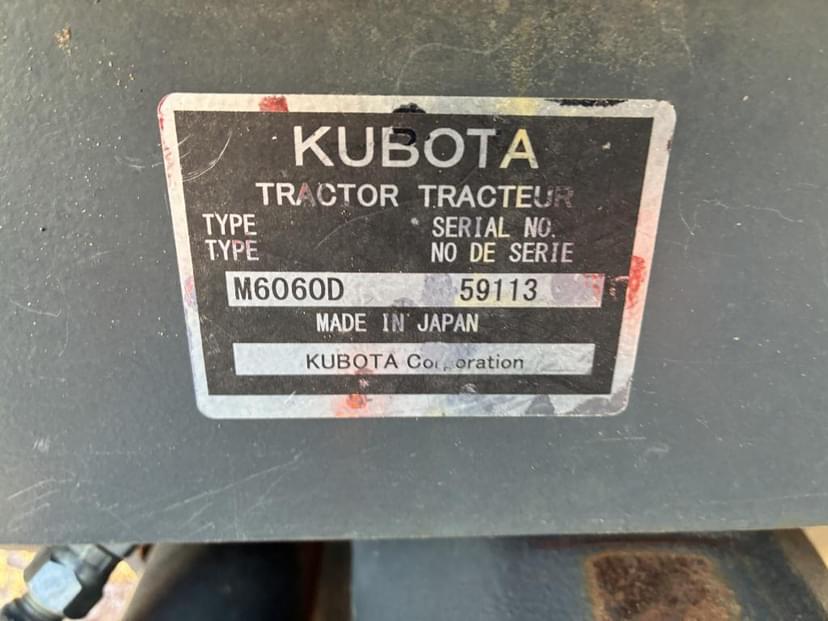 KUBOTA
TRACTOR TRACTEUR
TYPE SERIAL NO.
TYPE NO DE SERIE
M6060D 59113
MADE IN JAPAN
KUBOTA Corporation